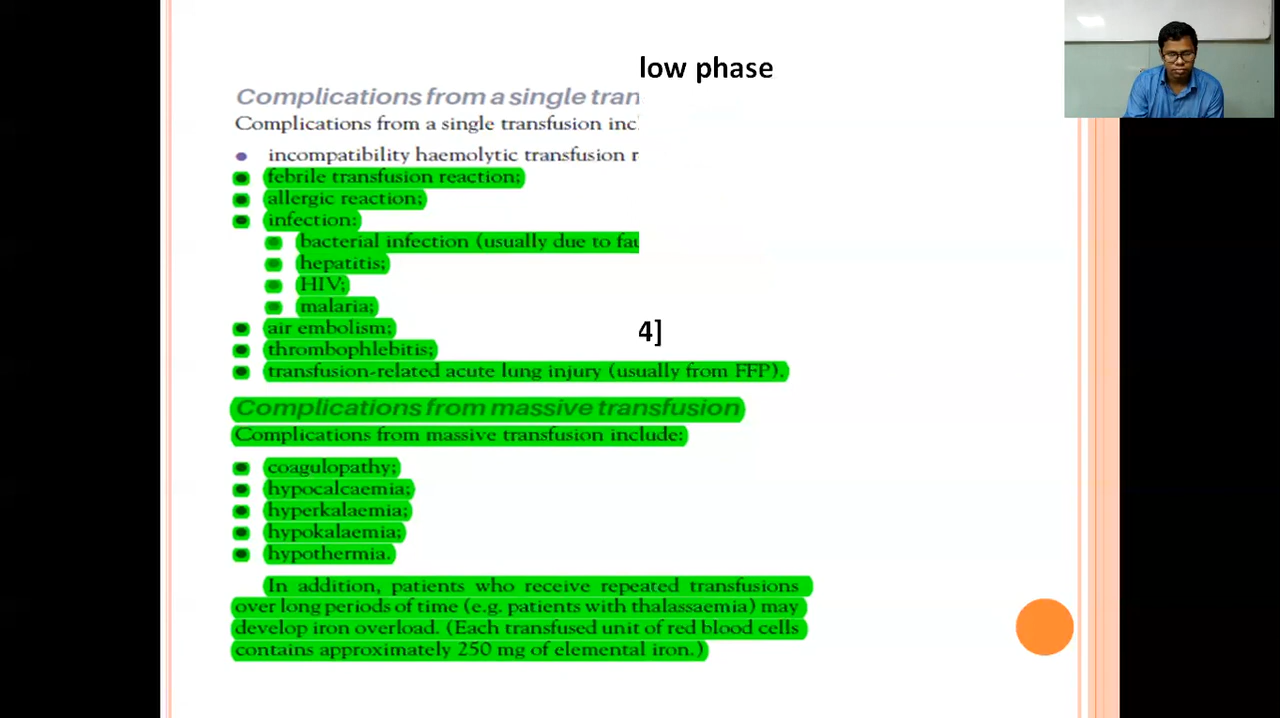 low phase
Complications from a single tran
Complications from a single transfusion inc
incompatibility haemolytic transfusion r
febrile transfusion reaction;
allergic reaction;
infection:
bacterial infection (usually due to fau
hepatitis;
HIV;
malaria;
air embolism;
4]
thrombophlebitis;
transfusion-related acute lung injury (usually from FFP).
Complications from massive transfusion
Complications from massive transfusion include:
coagulopathy;
hypocalcaemia;
hyperkalaemia;
hypokalaemia;
hypothermia.
In addition, patients who receive repeated transfusions
over long periods of time (e.g. patients with thalassaemia) may
develop iron overload. (Each transfused unit of red blood cells
contains approximately 250 mg of elemental iron.)